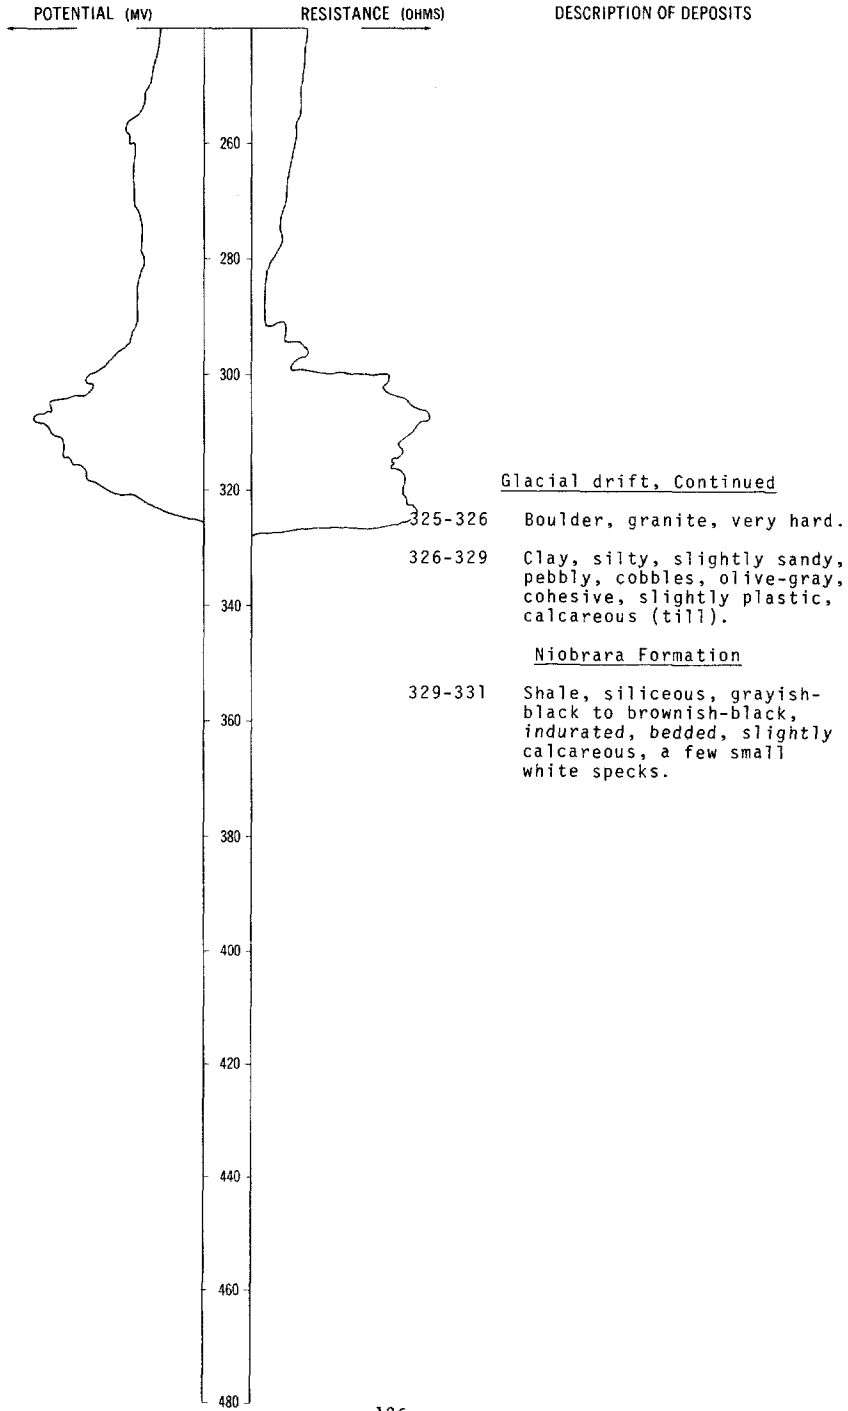 POTENTIAL (MV) RESISTANCE (OHMS) DESCRIPTION OF DEPOSITS
260
280
300
320
340
360
380
400
420
440
460
480
Glacial drift, Continued
325-326 Boulder, granite, very hard.
326-329 Clay, silty, slightly sandy,
pebbly, cobbles, olive-gray,
cohesive, slightly plastic,
calcareous (till).
Niobrara Formation
329-331 Shale, siliceous, grayish-
black to brownish-black,
indurated, bedded, slightly
calcareous, a few small
white specks.